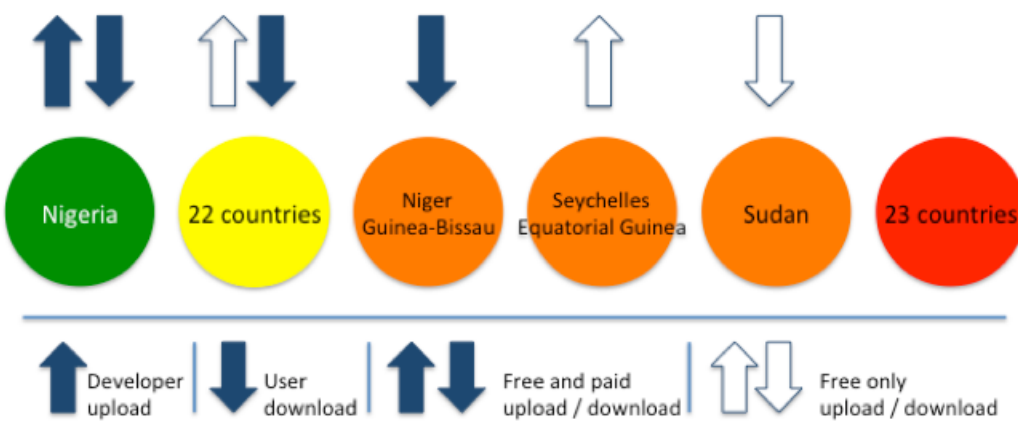 Nigeria
22 countries
Niger
Guinea-Bissau
Seychelles
Equatorial Guinea
Sudan
23 countries
Developer
upload
User
download
Free and paid
upload / download
Free only
upload / download